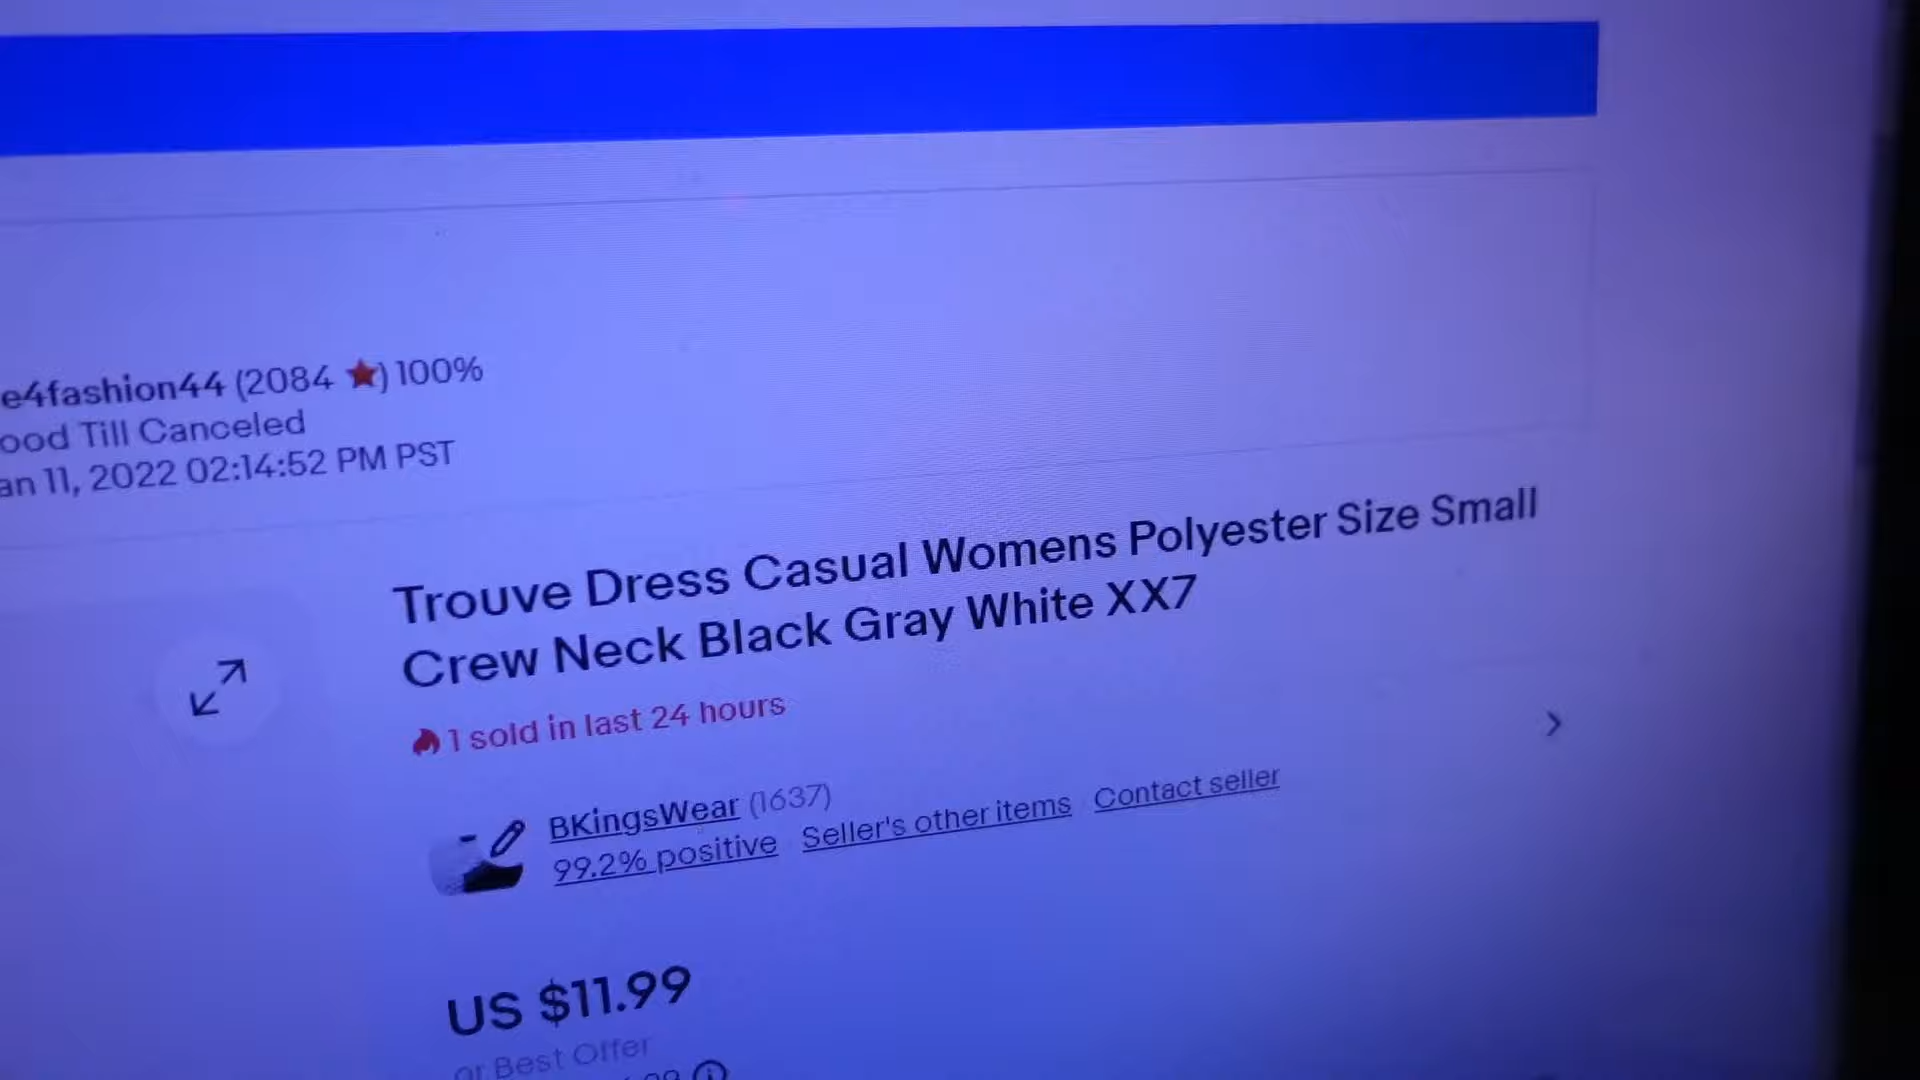 e4fashion44 (2084 ★) 100%
ood Till Canceled
an 11, 2022 02:14:52 PM PST
Trouve Dress Casual Womens Polyester Size Small
Crew Neck Black Gray White XX7
1 sold in last 24 hours
BKingsWear (1637)
99.2% positive Seller's other items Contact seller
US $11.99
or Best Offer